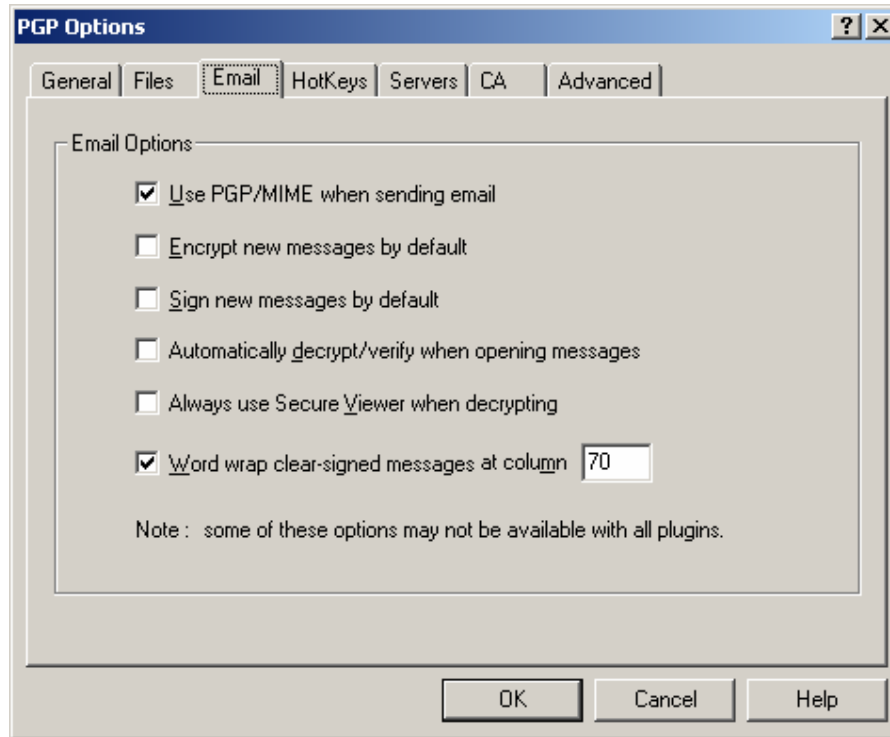 PGP Options
General Files Email HotKeys Servers CA Advanced
Email Options
Use PGP/MIME when sending email
Encrypt new messages by default
Sign new messages by default
Automatically decrypt/verify when opening messages
Always use Secure Viewer when decrypting
Word wrap clear-signed messages at column 70
Note : some of these options may not be available with all plugins.
OK Cancel Help